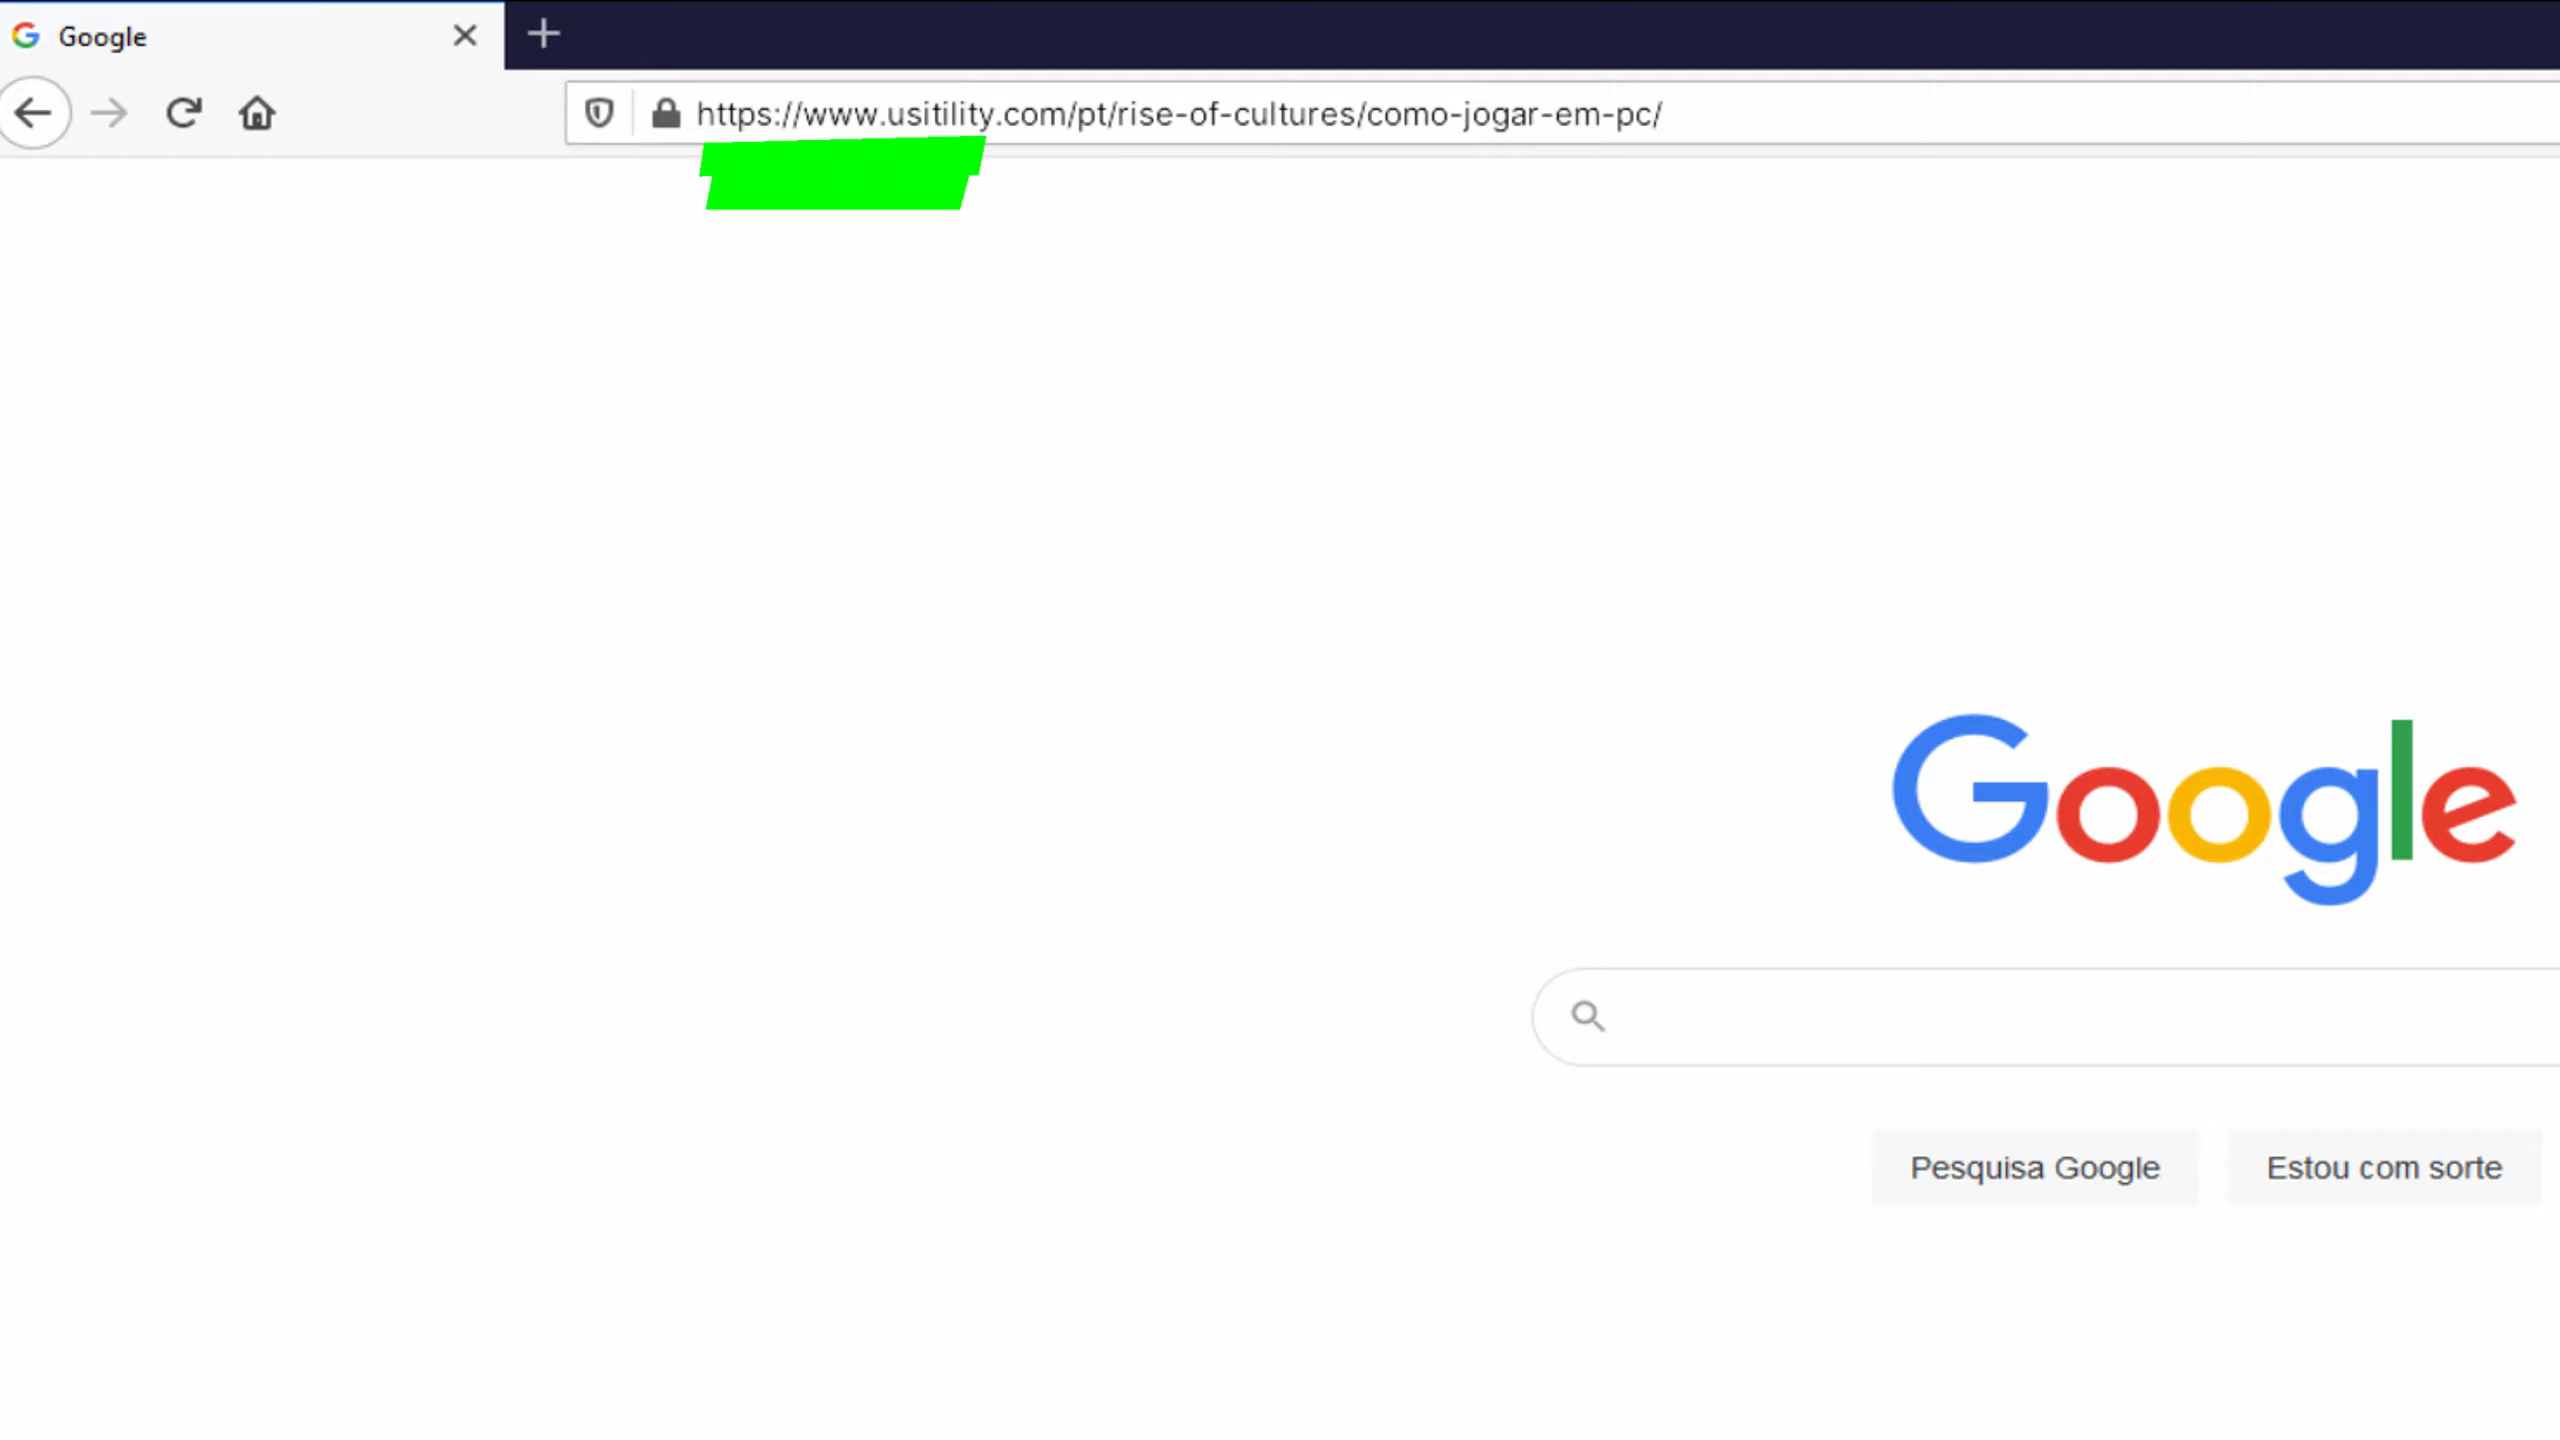 Google
https://www.usitility.com/pt/rise-of-cultures/como-jogar-em-pc/
Google
Pesquisa Google
Estou com sorte